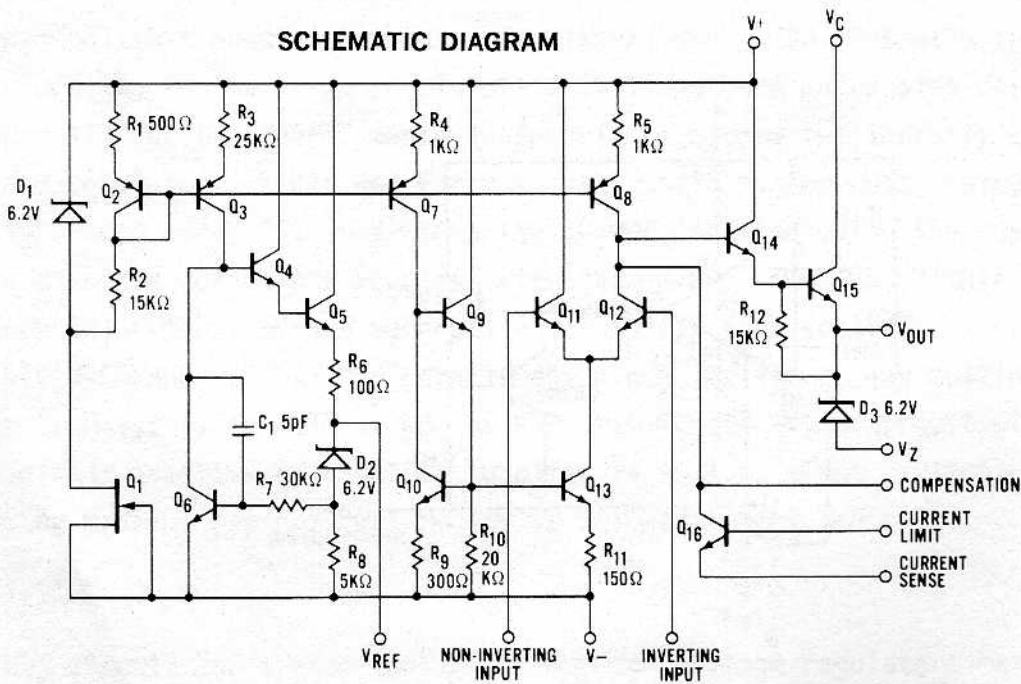 SCHEMATIC DIAGRAM
V+
VC
R1 500Ω
R3
25KΩ
R4
1KΩ
R5
1KΩ
D1
6.2V
Q2
Q3
Q7
Q8
Q14
Q4
R2
15KΩ
Q5
Q9
Q11
Q12
R12
15KΩ
Q15
VOUT
R6
100Ω
D3 6.2V
C1 5pF
D2
6.2V
VZ
Q1
Q6
R7 30KΩ
Q10
Q13
COMPENSATION
Q16
CURRENT
LIMIT
R8
5KΩ
R9
300Ω
R10
20
KΩ
R11
150Ω
CURRENT
SENSE
VREF
NON-INVERTING
INPUT
V–
INVERTING
INPUT